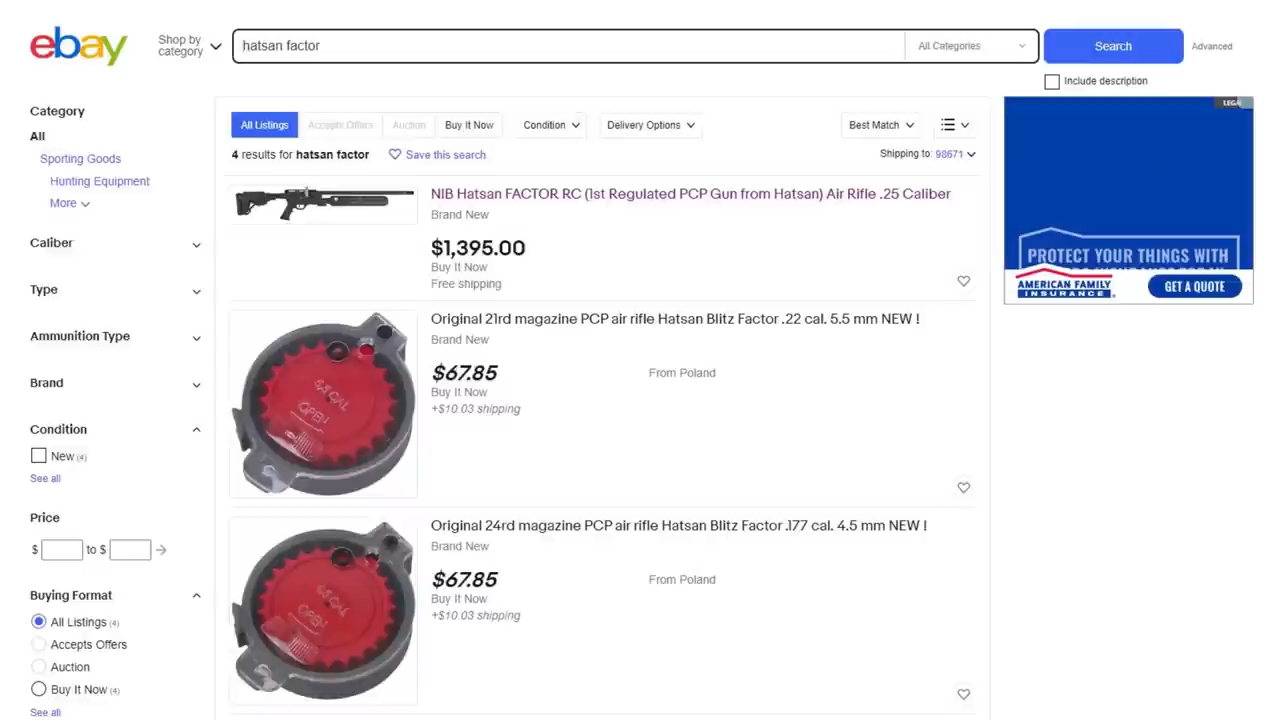 ebay
Shop by
category
hatsan factor
All Categories
Search
Advanced
Include description
Category
All
Sporting Goods
Hunting Equipment
More
Caliber
Type
Ammunition Type
Brand
Condition
New (4)
See all
Price
$ to $
Buying Format
All Listings (4)
Accepts Offers
Auction
Buy It Now (4)
See all
All Listings
Accepts Offers
Auction
Buy It Now
Condition
Delivery Options
Best Match
4 results for hatsan factor
Save this search
Shipping to: 98671
NIB Hatsan FACTOR RC (1st Regulated PCP Gun from Hatsan) Air Rifle .25 Caliber
Brand New
$1,395.00
Buy It Now
Free shipping
5,5 CAL
OPEN
Original 21rd magazine PCP air rifle Hatsan Blitz Factor .22 cal. 5.5 mm NEW !
Brand New
$67.85
From Poland
Buy It Now
+$10.03 shipping
OPEN
Original 24rd magazine PCP air rifle Hatsan Blitz Factor .177 cal. 4.5 mm NEW !
Brand New
$67.85
From Poland
Buy It Now
+$10.03 shipping
PROTECT YOUR THINGS WITH
AMERICAN FAMILY
INSURANCE
GET A QUOTE